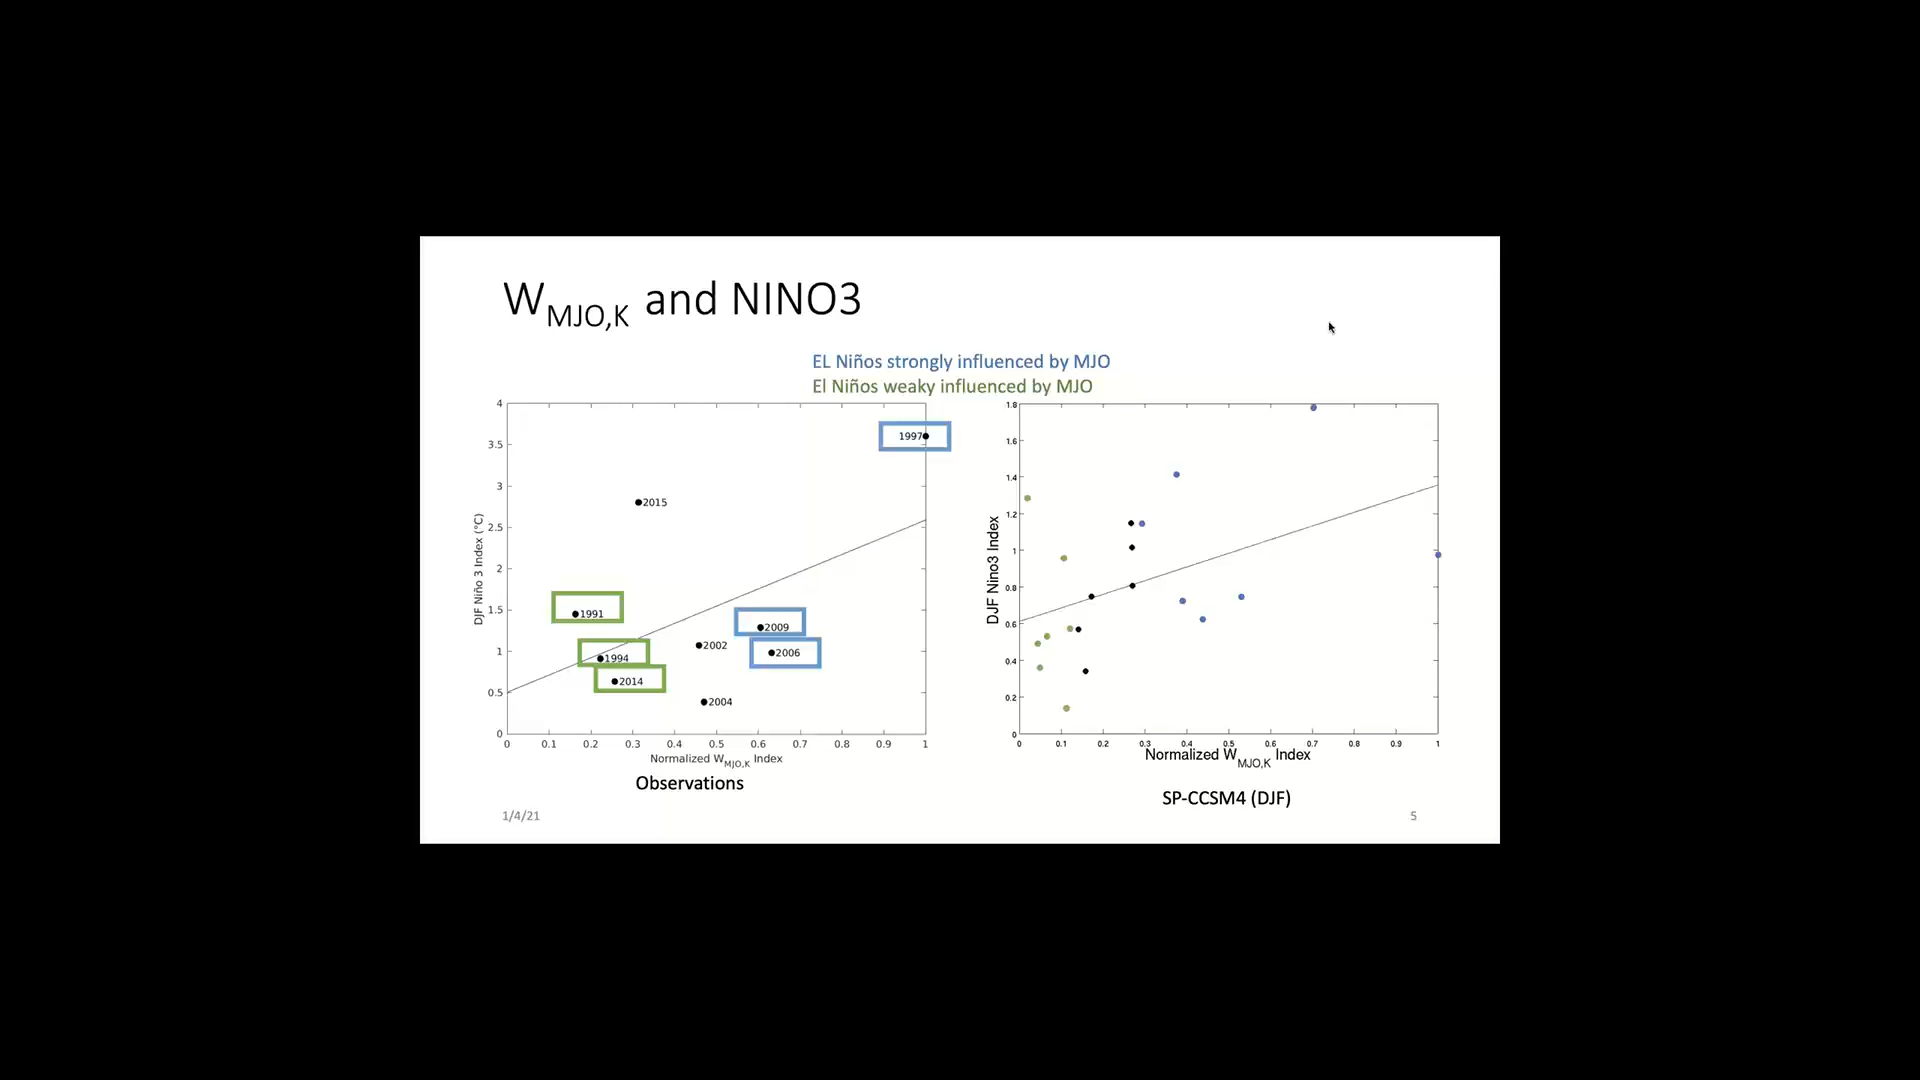 W_MJO,K and NINO3
EL Niños strongly influenced by MJO
El Niños weaky influenced by MJO
DJF Niño 3 Index (°C)
4
3.5
3
2.5
2
1.5
1
0.5
0
0 0.1 0.2 0.3 0.4 0.5 0.6 0.7 0.8 0.9 1
1997
2015
1991
2009
2002
2006
1994
2014
2004
Normalized W_MJO,K Index
Observations
DJF Nino3 Index
1.8
1.6
1.4
1.2
1
0.8
0.6
0.4
0.2
0
0 0.1 0.2 0.3 0.4 0.5 0.6 0.7 0.8 0.9 1
Normalized W_MJO,K Index
SP-CCSM4 (DJF)
1/4/21
5